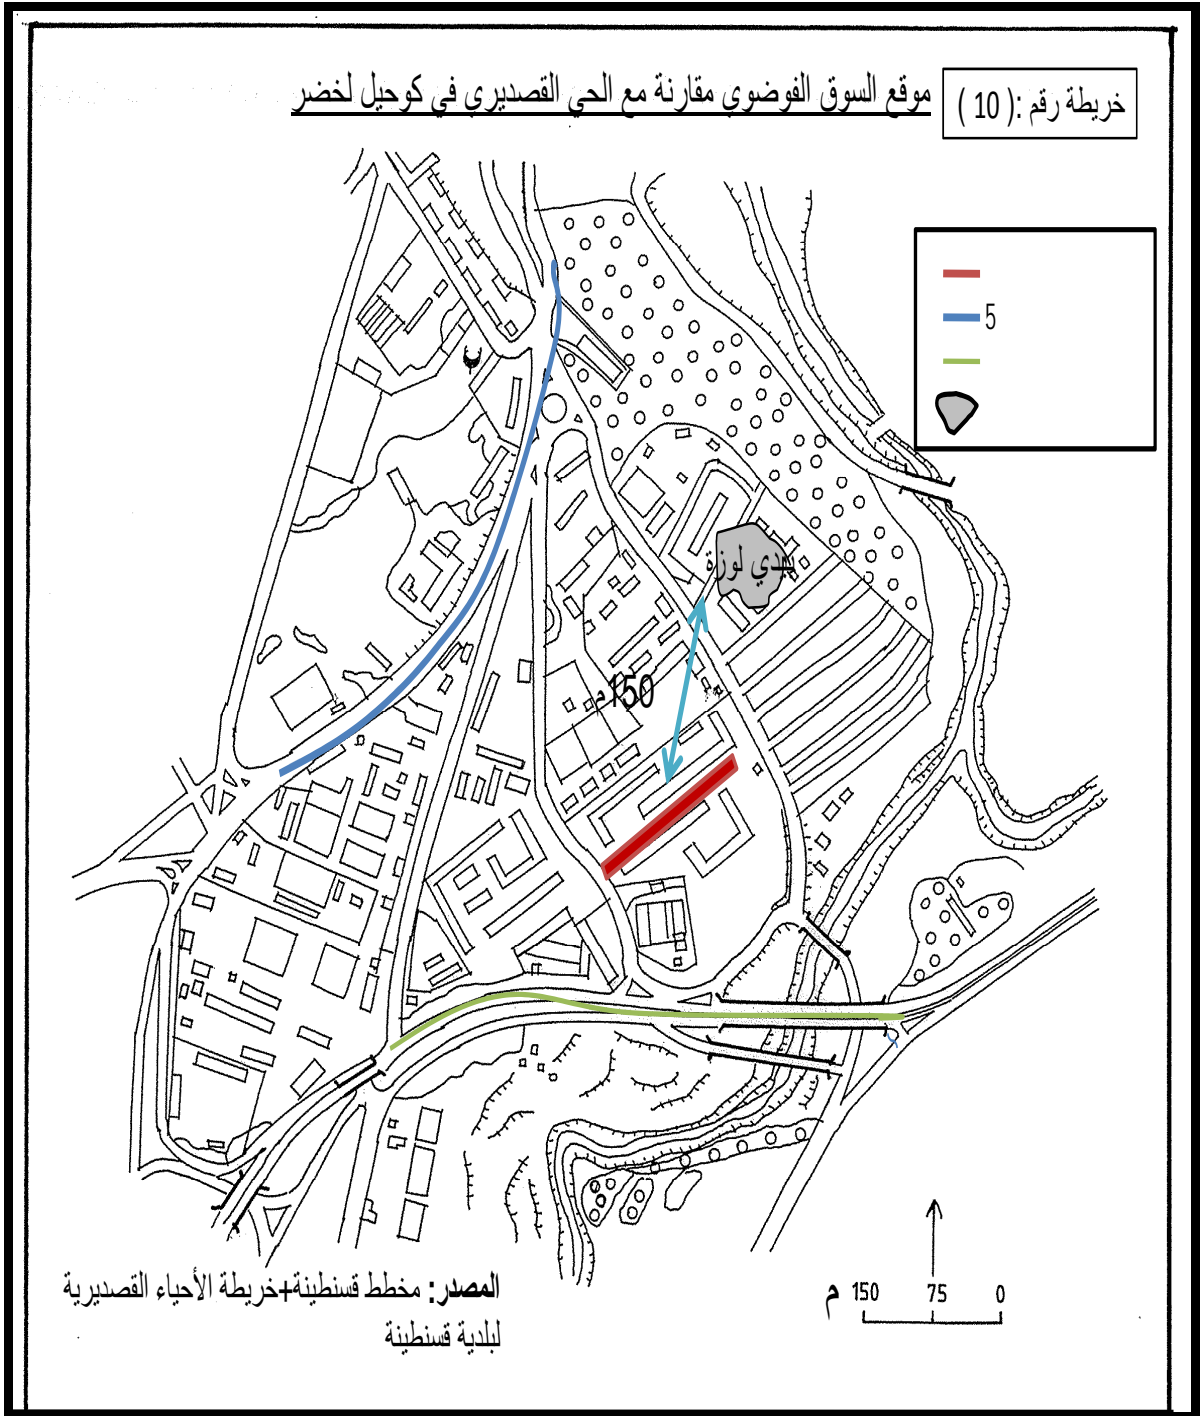 خريطة رقم :( 10 )
موقع السوق الفوضوي مقارنة مع الحي القصديري في كوحيل لخضر
5
بيدي لوزة
150م
150 75 0 م
المصدر: مخطط قسنطينة+خريطة الأحياء القصديرية
لبلدية قسنطينة